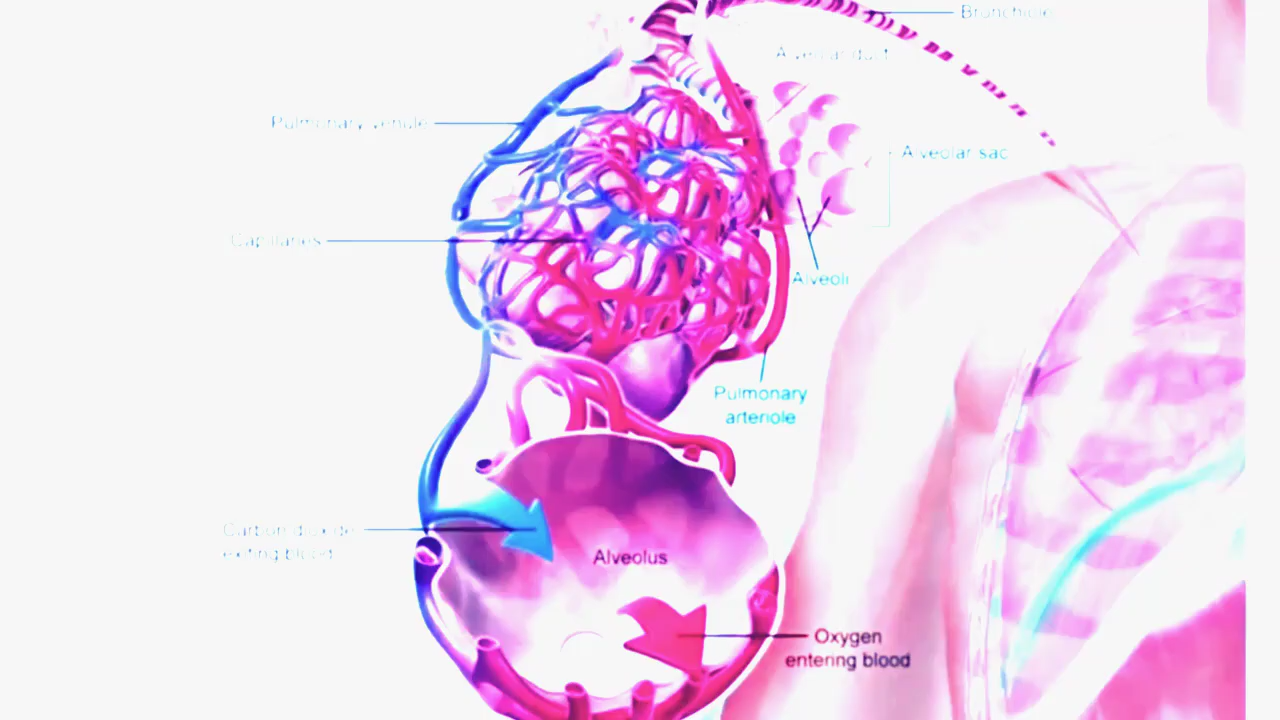 Bronchiole
Alveolar duct
Pulmonary venule
Alveolar sac
Capillaries
Alveoli
Pulmonary
arteriole
Carbon dioxide
exiting blood
Alveolus
Oxygen
entering blood